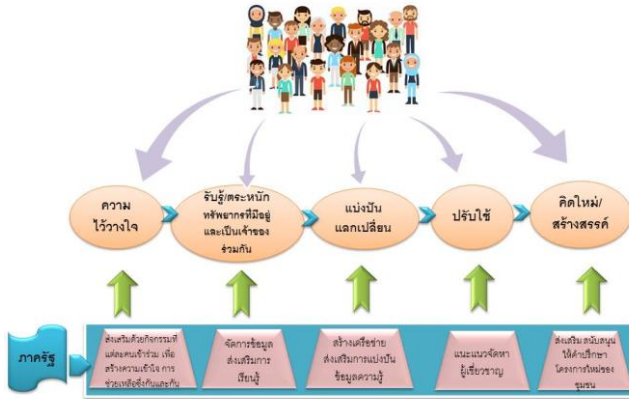 ความ
ไว้วางใจ
รับรู้/ตระหนัก
ทรัพยากรที่มีอยู่
และเป็นเจ้าของ
ร่วมกัน
แบ่งปัน
แลกเปลี่ยน
ปรับใช้
คิดใหม่/
สร้างสรรค์
ภาครัฐ
ส่งเสริมด้วยกิจกรรมที่
แต่ละคนเข้าร่วม เพื่อ
สร้างความเข้าใจ การ
ช่วยเหลือซึ่งกันและกัน
จัดการข้อมูล
ส่งเสริมการ
เรียนรู้
สร้างเครือข่าย
ส่งเสริมการแบ่งปัน
ข้อมูลความรู้
แนะแนวจัดหา
ผู้เชี่ยวชาญ
ส่งเสริม สนับสนุน
ให้คำปรึกษา
โครงการใหม่ของ
ชุมชน